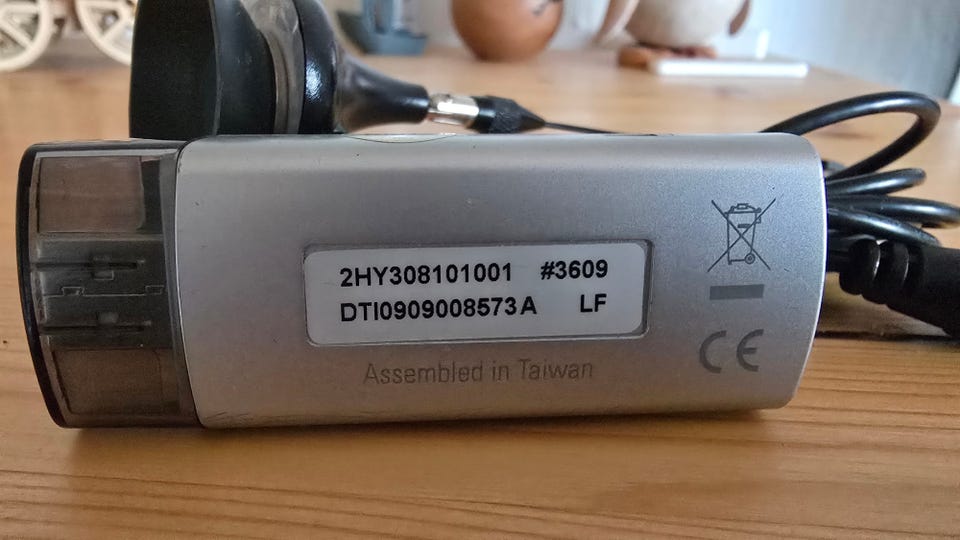 2HY308101001 #3609
DTI0909008573A LF
Assembled in Taiwan
CE